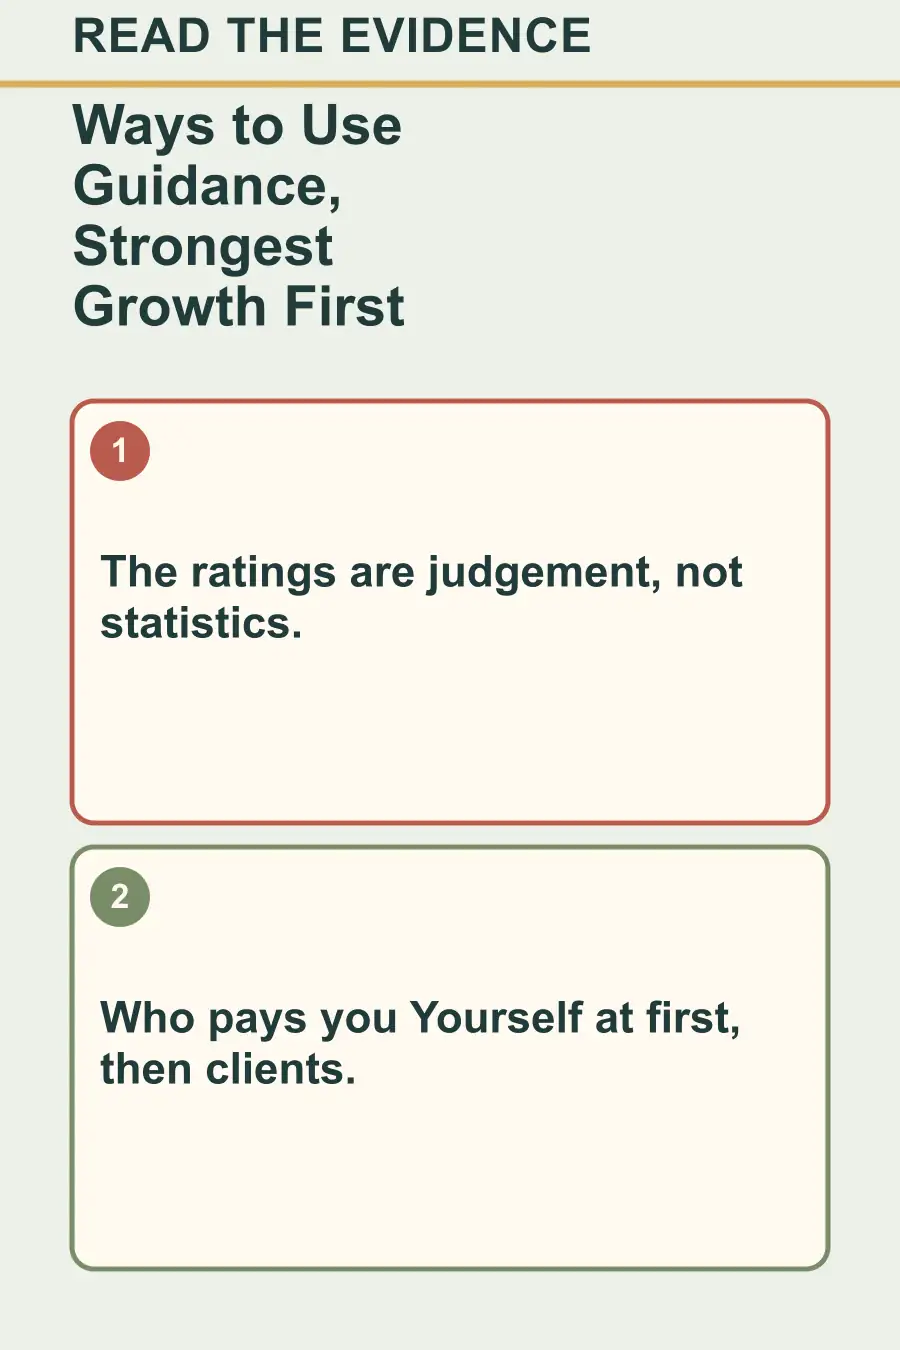 READ THE EVIDENCE
Ways to Use
Guidance,
Strongest
Growth First
1
The ratings are judgement, not
statistics.
2
Who pays you Yourself at first,
then clients.